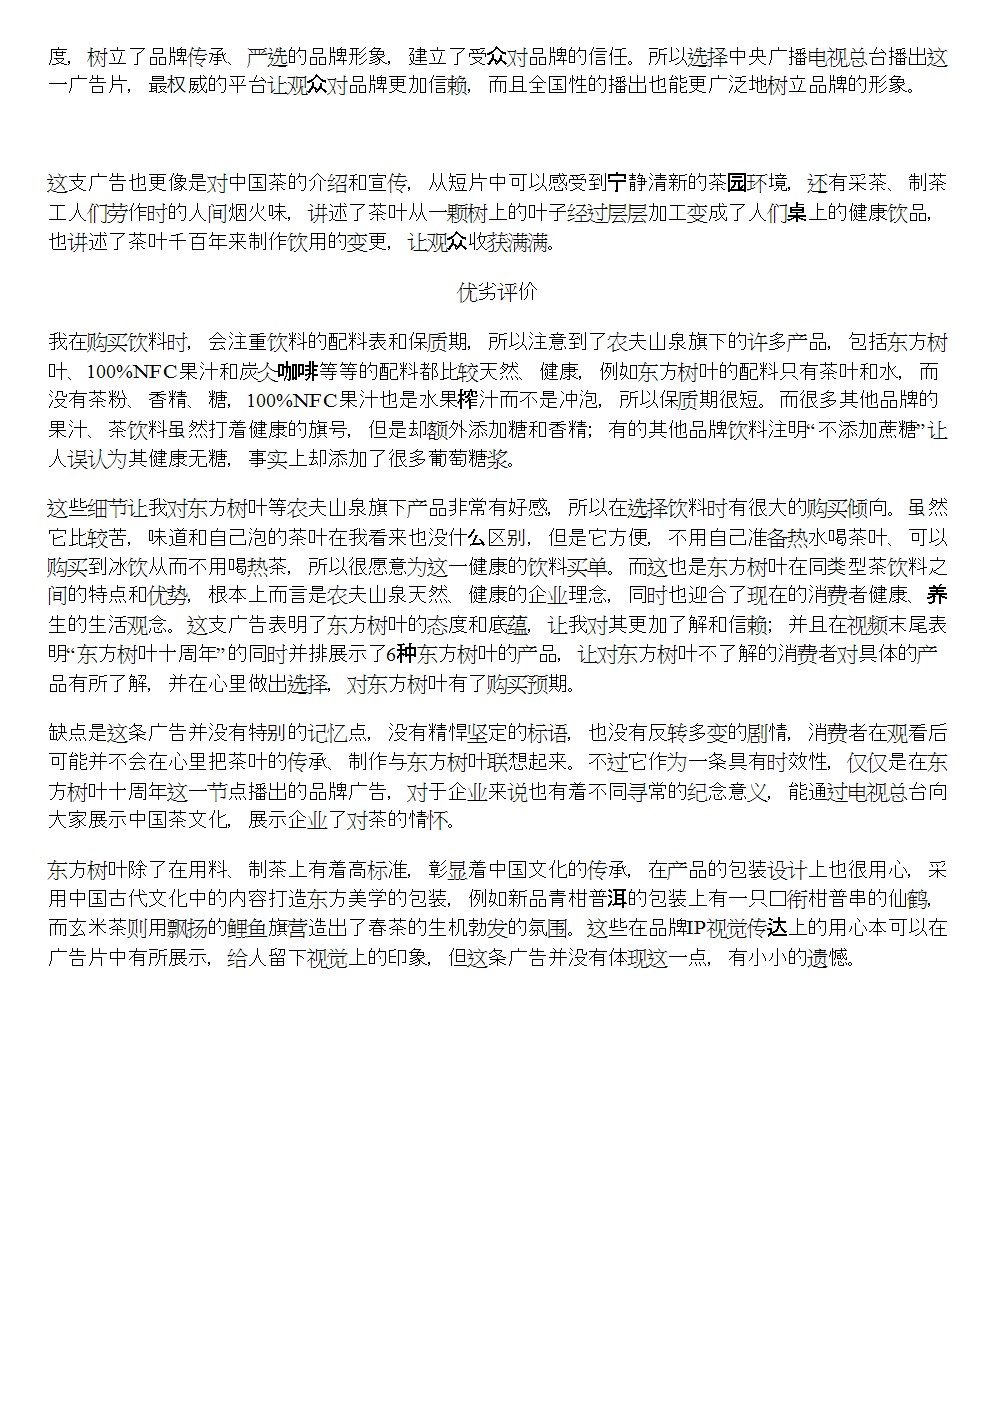 度，树立了品牌传承、严选的品牌形象，建立了受众对品牌的信任。所以选择中央广播电视总台播出这
一广告片，最权威的平台让观众对品牌更加信赖，而且全国性的播出也能更广泛地树立品牌的形象。
这支广告也更像是对中国茶的介绍和宣传，从短片中可以感受到宁静清新的茶园环境，还有采茶、制茶
工人们劳作时的人间烟火味，讲述了茶叶从一颗树上的叶子经过层层加工变成了人们桌上的健康饮品，
也讲述了茶叶千百年来制作饮用的变更，让观众收获满满。
优劣评价
我在购买饮料时，会注重饮料的配料表和保质期，所以注意到了农夫山泉旗下的许多产品，包括东方树
叶、100%NFC果汁和炭仌咖啡等等的配料都比较天然、健康，例如东方树叶的配料只有茶叶和水，而
没有茶粉、香精、糖，100%NFC果汁也是水果榨汁而不是冲泡，所以保质期很短。而很多其他品牌的
果汁、茶饮料虽然打着健康的旗号，但是却额外添加糖和香精；有的其他品牌饮料注明“不添加蔗糖”让
人误认为其健康无糖，事实上却添加了很多葡萄糖浆。
这些细节让我对东方树叶等农夫山泉旗下产品非常有好感，所以在选择饮料时有很大的购买倾向。虽然
它比较苦，味道和自己泡的茶叶在我看来也没什么区别，但是它方便，不用自己准备热水喝茶叶、可以
购买到冰饮从而不用喝热茶，所以很愿意为这一健康的饮料买单。而这也是东方树叶在同类型茶饮料之
间的特点和优势，根本上而言是农夫山泉天然、健康的企业理念，同时也迎合了现在的消费者健康、养
生的生活观念。这支广告表明了东方树叶的态度和底蕴，让我对其更加了解和信赖；并且在视频末尾表
明“东方树叶十周年”的同时并排展示了6种东方树叶的产品，让对东方树叶不了解的消费者对具体的产
品有所了解，并在心里做出选择，对东方树叶有了购买预期。
缺点是这条广告并没有特别的记忆点，没有精悍坚定的标语，也没有反转多变的剧情，消费者在观看后
可能并不会在心里把茶叶的传承、制作与东方树叶联想起来。不过它作为一条具有时效性，仅仅是在东
方树叶十周年这一节点播出的品牌广告，对于企业来说也有着不同寻常的纪念意义，能通过电视总台向
大家展示中国茶文化，展示企业了对茶的情怀。
东方树叶除了在用料、制茶上有着高标准，彰显着中国文化的传承，在产品的包装设计上也很用心，采
用中国古代文化中的内容打造东方美学的包装，例如新品青柑普洱的包装上有一只口衔柑普串的仙鹤，
而玄米茶则用飘扬的鲤鱼旗营造出了春茶的生机勃发的氛围。这些在品牌IP视觉传达上的用心本可以在
广告片中有所展示，给人留下视觉上的印象，但这条广告并没有体现这一点，有小小的遗憾。